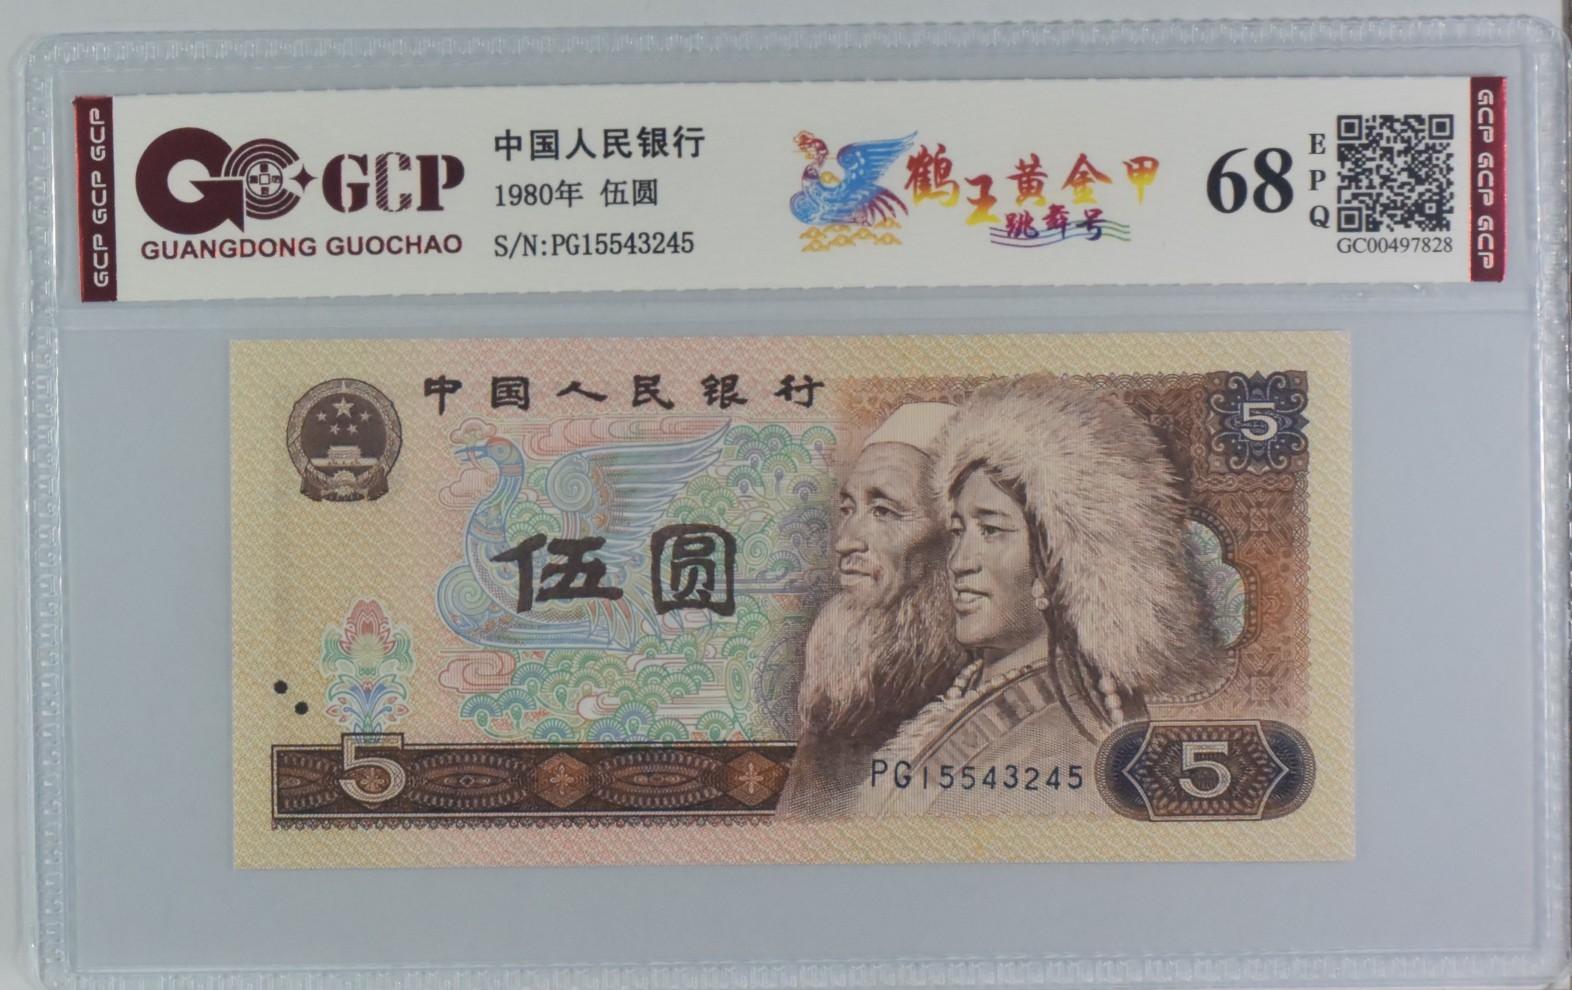 GCP GCP GCP
GCP
GUANGDONG GUOCHAO
中国人民银行
1980年 伍圆
S/N:PG15543245
鹤王黄金甲
跳舞号
68
EPQ
GC00497828
GCP GCP GCP
中国人民银行
5
伍圆
5
PG15543245
5